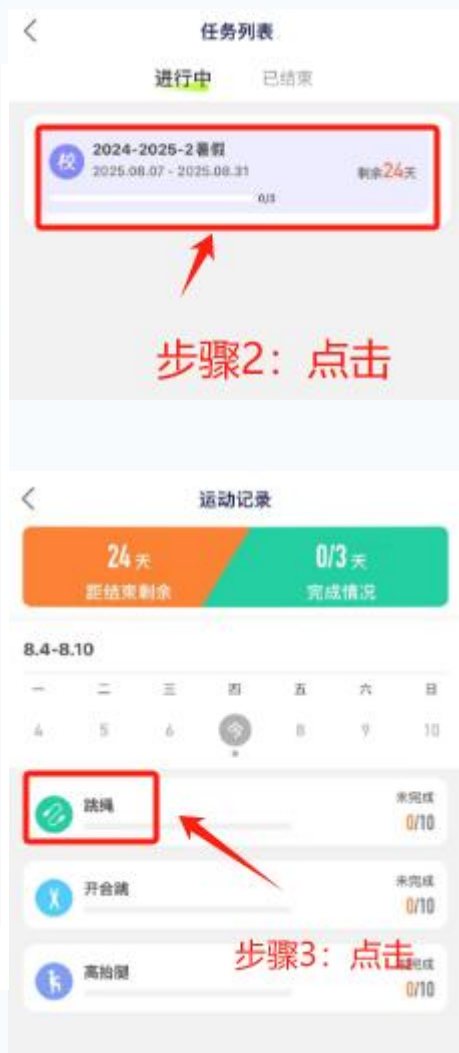 任务列表
进行中 已结束
校 2024-2025-2暑假
2025.08.07 - 2025.08.31 剩余24天
0/3
步骤2：点击
运动记录
24天 0/3天
距结束剩余 完成情况
8.4-8.10
一 二 三 四 五 六 日
4 5 6 今 8 9 10
跳绳 未完成
0/10
开合跳 未完成
0/10
步骤3：点击
高抬腿
0/10